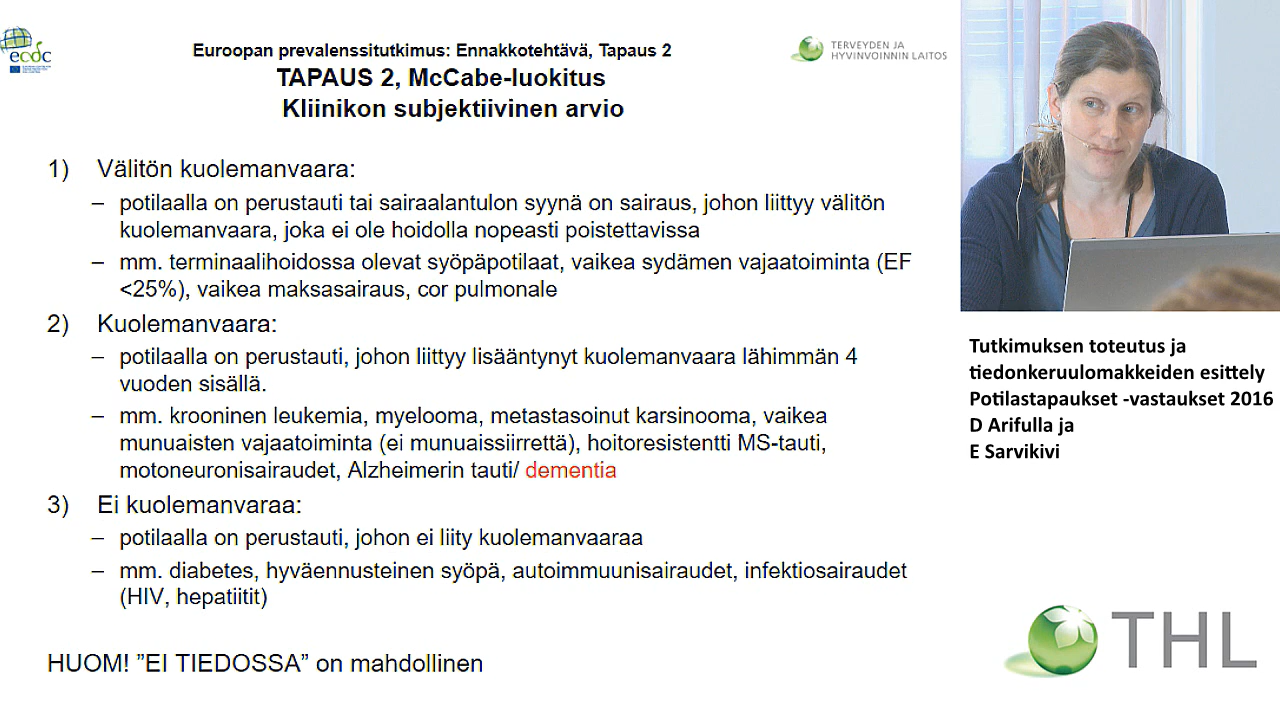 ecdc
Euroopan prevalenssitutkimus: Ennakkotehtävä, Tapaus 2
TAPAUS 2, McCabe-luokitus
Kliinikon subjektiivinen arvio
TERVEYDEN JA
HYVINVOINNIN LAITOS
1) Välitön kuolemanvaara:
– potilaalla on perustauti tai sairaalantulon syynä on sairaus, johon liittyy välitön
kuolemanvaara, joka ei ole hoidolla nopeasti poistettavissa
– mm. terminaalihoidossa olevat syöpäpotilaat, vaikea sydämen vajaatoiminta (EF
<25%), vaikea maksasairaus, cor pulmonale
2) Kuolemanvaara:
– potilaalla on perustauti, johon liittyy lisääntynyt kuolemanvaara lähimmän 4
vuoden sisällä.
– mm. krooninen leukemia, myelooma, metastasoinut karsinooma, vaikea
munuaisten vajaatoiminta (ei munuaissiirrettä), hoitoresistentti MS-tauti,
motoneuronisairaudet, Alzheimerin tauti/ dementia
3) Ei kuolemanvaraa:
– potilaalla on perustauti, johon ei liity kuolemanvaaraa
– mm. diabetes, hyväennusteinen syöpä, autoimmuunisairaudet, infektiosairaudet
(HIV, hepatiitit)
HUOM! ”EI TIEDOSSA” on mahdollinen
Tutkimuksen toteutus ja
tiedonkeruulomakkeiden esittely
Potilastapaukset -vastaukset 2016
D Arifulla ja
E Sarvikivi
THL